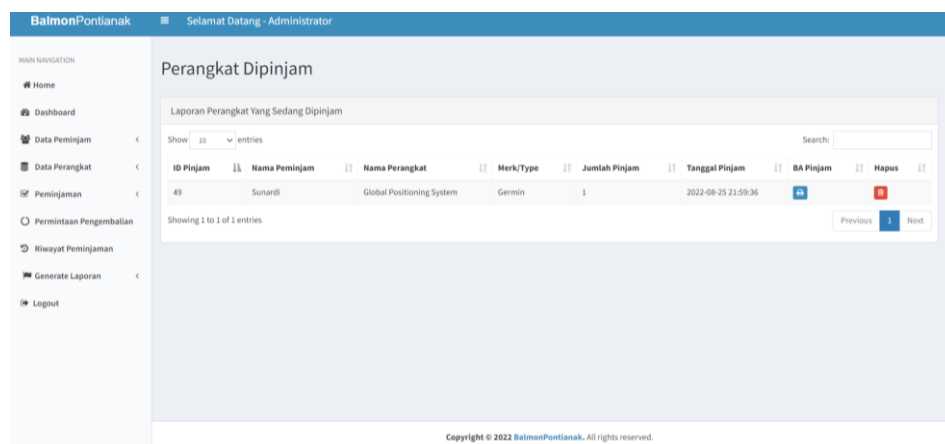 BalmonPontianak
Selamat Datang - Administrator
MAIN NAVIGATION
Home
Dashboard
Data Peminjam
Data Perangkat
Peminjaman
Permintaan Pengembalian
Riwayat Peminjaman
Generate Laporan
Logout
Perangkat Dipinjam
Laporan Perangkat Yang Sedang Dipinjam
Show 10 entries Search:
ID Pinjam Nama Peminjam Nama Perangkat Merk/Type Jumlah Pinjam Tanggal Pinjam BA Pinjam Hapus
49 Sunardi Global Positioning System Germin 1 2022-08-25 21:59:36
Showing 1 to 1 of 1 entries
Previous 1 Next
Copyright © 2022 BalmonPontianak. All rights reserved.